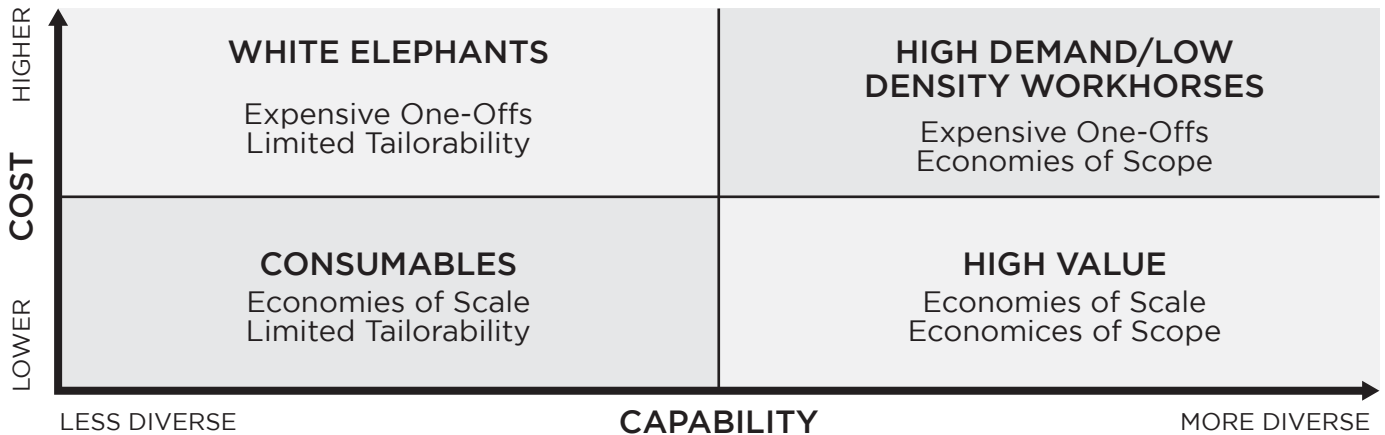 HIGHER
COST
LOWER
WHITE ELEPHANTS
Expensive One-Offs
Limited Tailorability
HIGH DEMAND/LOW
DENSITY WORKHORSES
Expensive One-Offs
Economies of Scope
CONSUMABLES
Economies of Scale
Limited Tailorability
HIGH VALUE
Economies of Scale
Economices of Scope
LESS DIVERSE
CAPABILITY
MORE DIVERSE